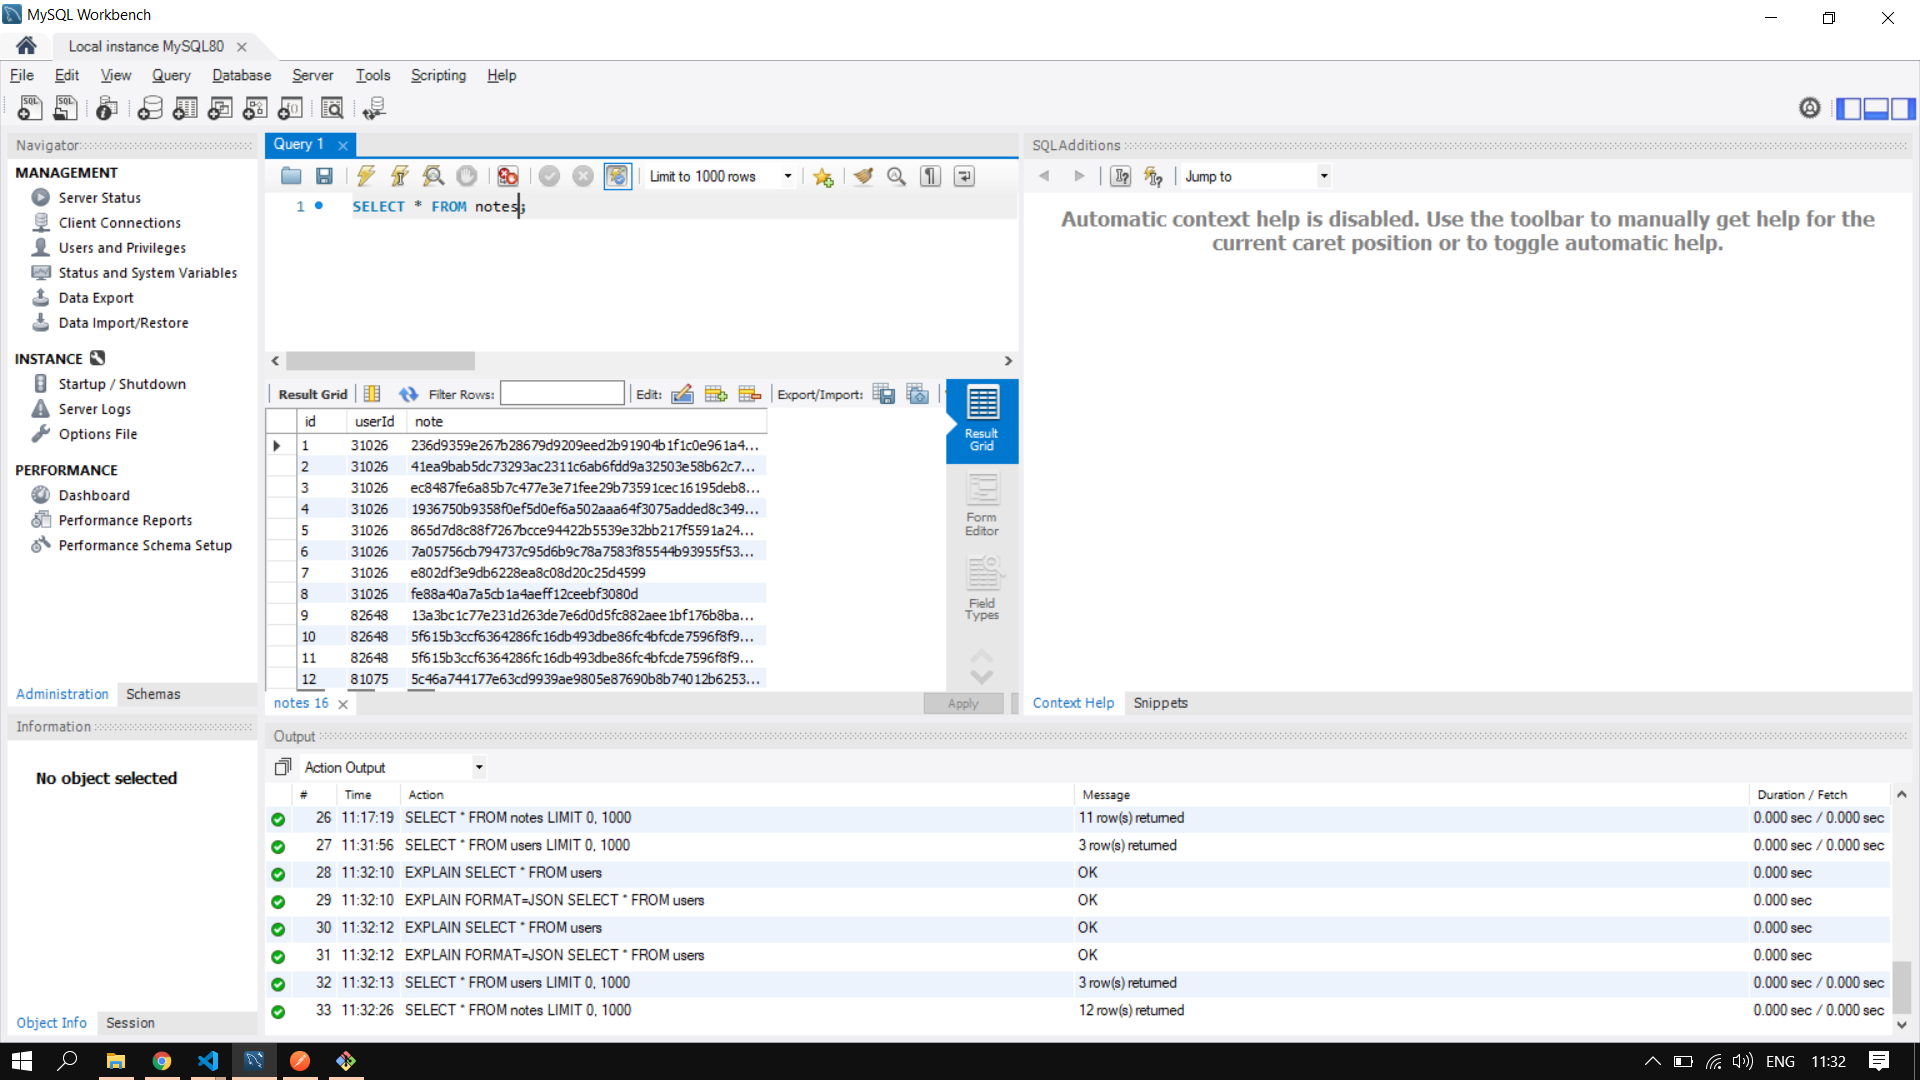 MySQL Workbench
Local instance MySQL80
File Edit View Query Database Server Tools Scripting Help
Navigator
MANAGEMENT
Server Status
Client Connections
Users and Privileges
Status and System Variables
Data Export
Data Import/Restore
INSTANCE
Startup / Shutdown
Server Logs
Options File
PERFORMANCE
Dashboard
Performance Reports
Performance Schema Setup
Administration Schemas
Information
No object selected
Object Info Session
Query 1
Limit to 1000 rows
1 SELECT * FROM notes;
Result Grid Filter Rows: Edit: Export/Import:
id userId note
1 31026 236d9359e267b28679d9209eed2b91904b1f1c0e961a4...
2 31026 41ea9bab5dc73293ac2311c6ab6fdd9a32503e58b62c7...
3 31026 ec8487fe6a85b7c477e3e71fee29b73591cec16195deb8...
4 31026 1936750b9358f0ef5d0ef6a502aaa64f3075added8c349...
5 31026 865d7d8c88f7267bcce94422b5539e32bb217f5591a24...
6 31026 7a05756cb794737c95d6b9c78a7583f85544b93955f53...
7 31026 e802df3e9db6228ea8c08d20c25d4599
8 31026 fe88a40a7a5cb1a4aeff12ceebf3080d
9 82648 13a3bc1c77e231d263de7e6d0d5fc882aee1bf176b8ba...
10 82648 5f615b3ccf6364286fc16db493dbe86fc4bfcde7596f8f9...
11 82648 5f615b3ccf6364286fc16db493dbe86fc4bfcde7596f8f9...
12 81075 5c46a744177e63cd9939ae9805e87690b8b74012b6253...
Result
Grid
Form
Editor
Field
Types
notes 16
Apply
SQLAdditions
Jump to
Automatic context help is disabled. Use the toolbar to manually get help for the
current caret position or to toggle automatic help.
Context Help Snippets
Output
Action Output
# Time Action Message Duration / Fetch
26 11:17:19 SELECT * FROM notes LIMIT 0, 1000 11 row(s) returned 0.000 sec / 0.000 sec
27 11:31:56 SELECT * FROM users LIMIT 0, 1000 3 row(s) returned 0.000 sec / 0.000 sec
28 11:32:10 EXPLAIN SELECT * FROM users OK 0.000 sec
29 11:32:10 EXPLAIN FORMAT=JSON SELECT * FROM users OK 0.000 sec
30 11:32:12 EXPLAIN SELECT * FROM users OK 0.000 sec
31 11:32:12 EXPLAIN FORMAT=JSON SELECT * FROM users OK 0.000 sec
32 11:32:13 SELECT * FROM users LIMIT 0, 1000 3 row(s) returned 0.000 sec / 0.000 sec
33 11:32:26 SELECT * FROM notes LIMIT 0, 1000 12 row(s) returned 0.000 sec / 0.000 sec
ENG 11:32